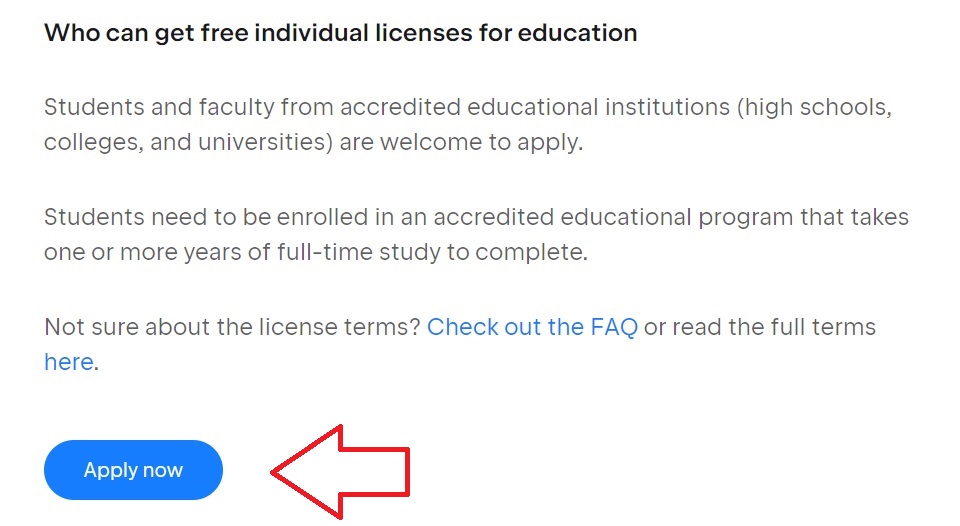 Who can get free individual licenses for education
Students and faculty from accredited educational institutions (high schools,
colleges, and universities) are welcome to apply.
Students need to be enrolled in an accredited educational program that takes
one or more years of full-time study to complete.
Not sure about the license terms? Check out the FAQ or read the full terms
here.
Apply now